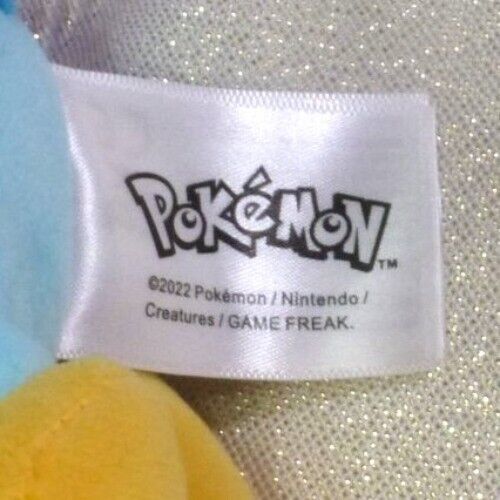 POKéMON™
©2022 Pokémon / Nintendo /
Creatures / GAME FREAK.